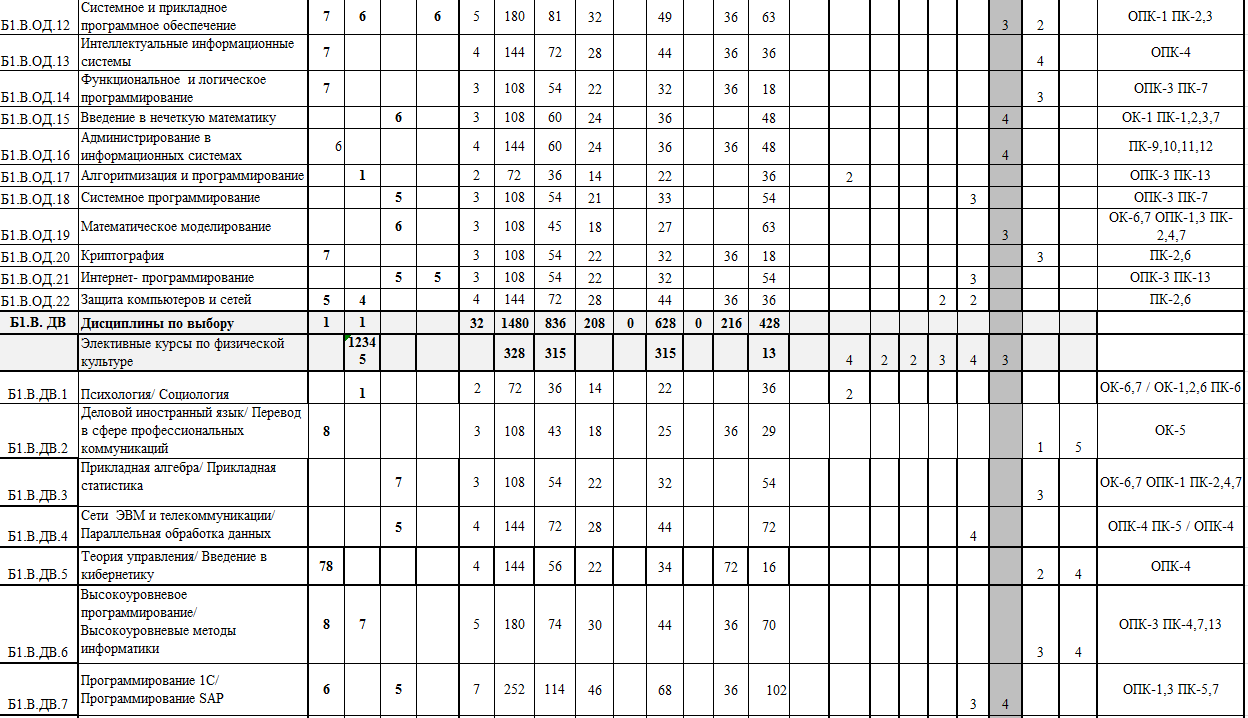 Б1.В.ОД.12 Системное и прикладное программное обеспечение 7 6 6 5 180 81 32 49 36 63 3 2 ОПК-1 ПК-2,3
Б1.В.ОД.13 Интеллектуальные информационные системы 7 4 144 72 28 44 36 36 4 ОПК-4
Б1.В.ОД.14 Функциональное и логическое программирование 7 3 108 54 22 32 36 18 3 ОПК-3 ПК-7
Б1.В.ОД.15 Введение в нечеткую математику 6 3 108 60 24 36 48 4 ОК-1 ПК-1,2,3,7
Б1.В.ОД.16 Администрирование в информационных системах 6 4 144 60 24 36 36 48 4 ПК-9,10,11,12
Б1.В.ОД.17 Алгоритмизация и программирование 1 2 72 36 14 22 36 2 ОПК-3 ПК-13
Б1.В.ОД.18 Системное программирование 5 3 108 54 21 33 54 3 ОПК-3 ПК-7
Б1.В.ОД.19 Математическое моделирование 6 3 108 45 18 27 63 3 ОК-6,7 ОПК-1,3 ПК-2,4,7
Б1.В.ОД.20 Криптография 7 3 108 54 22 32 36 18 3 ПК-2,6
Б1.В.ОД.21 Интернет- программирование 5 5 3 108 54 22 32 54 3 ОПК-3 ПК-13
Б1.В.ОД.22 Защита компьютеров и сетей 5 4 4 144 72 28 44 36 36 2 2 ПК-2,6
Б1.В. ДВ Дисциплины по выбору 1 1 32 1480 836 208 0 628 0 216 428
Элективные курсы по физической культуре 12345 328 315 315 13 4 2 2 3 4 3
Б1.В.ДВ.1 Психология/ Социология 1 2 72 36 14 22 36 2 ОК-6,7 / ОК-1,2,6 ПК-6
Б1.В.ДВ.2 Деловой иностранный язык/ Перевод в сфере профессиональных коммуникаций 8 3 108 43 18 25 36 29 1 5 ОК-5
Б1.В.ДВ.3 Прикладная алгебра/ Прикладная статистика 7 3 108 54 22 32 54 3 ОК-6,7 ОПК-1 ПК-2,4,7
Б1.В.ДВ.4 Сети ЭВМ и телекоммуникации/ Параллельная обработка данных 5 4 144 72 28 44 72 4 ОПК-4 ПК-5 / ОПК-4
Б1.В.ДВ.5 Теория управления/ Введение в кибернетику 78 4 144 56 22 34 72 16 2 4 ОПК-4
Б1.В.ДВ.6 Высокоуровневое программирование/ Высокоуровневые методы информатики 8 7 5 180 74 30 44 36 70 3 4 ОПК-3 ПК-4,7,13
Б1.В.ДВ.7 Программирование 1С/ Программирование SAP 6 5 7 252 114 46 68 36 102 3 4 ОПК-1,3 ПК-5,7